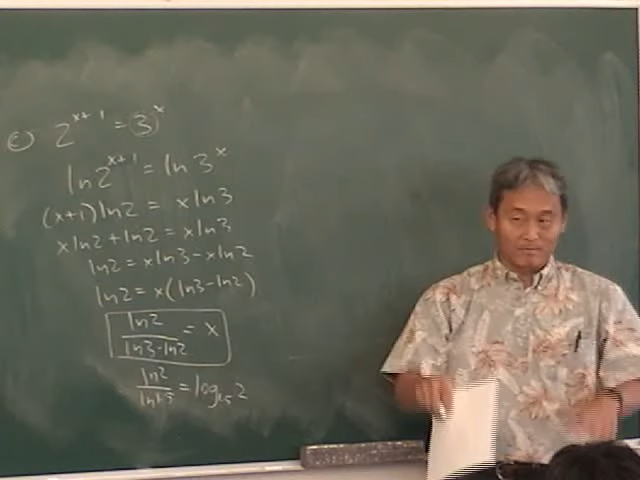 c) 2^(x+1) = 3^x
ln 2^(x+1) = ln 3^x
(x+1) ln 2 = x ln 3
x ln 2 + ln 2 = x ln 3
ln 2 = x ln 3 - x ln 2
ln 2 = x (ln 3 - ln 2)
ln 2 / (ln 3 - ln 2) = x
ln 2 / ln 1.5 = log_1.5 2